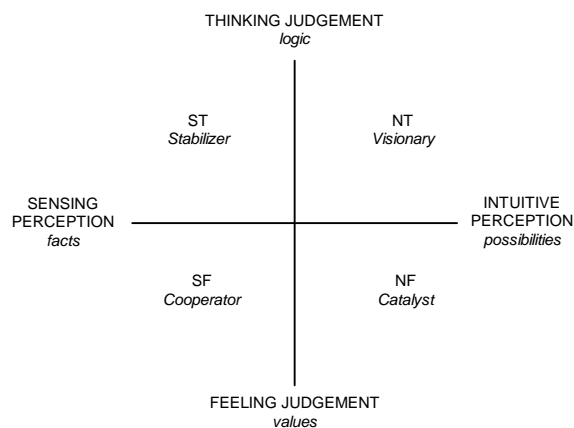 THINKING JUDGEMENT
logic
ST
Stabilizer
NT
Visionary
SENSING
PERCEPTION
facts
INTUITIVE
PERCEPTION
possibilities
SF
Cooperator
NF
Catalyst
FEELING JUDGEMENT
values